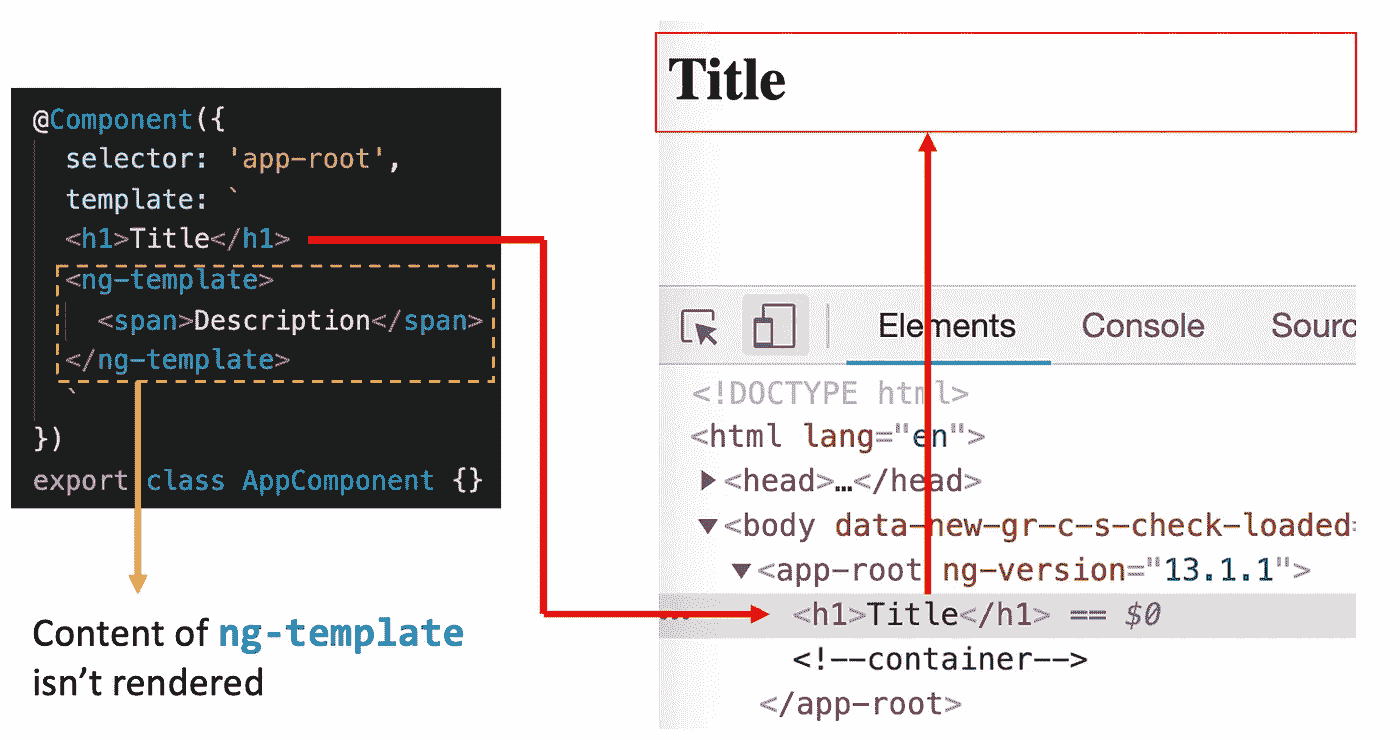 @Component({
selector: 'app-root',
template: `
<h1>Title</h1>
<ng-template>
<span>Description</span>
</ng-template>
`
})
export class AppComponent {}
Content of ng-template
isn’t rendered
Title
Elements Console Sourc
<!DOCTYPE html>
<html lang="en">
▶<head>…</head>
▼<body data-new-gr-c-s-check-loaded=
▼<app-root ng-version="13.1.1">
<h1>Title</h1> == $0
<!--container-->
</app-root>